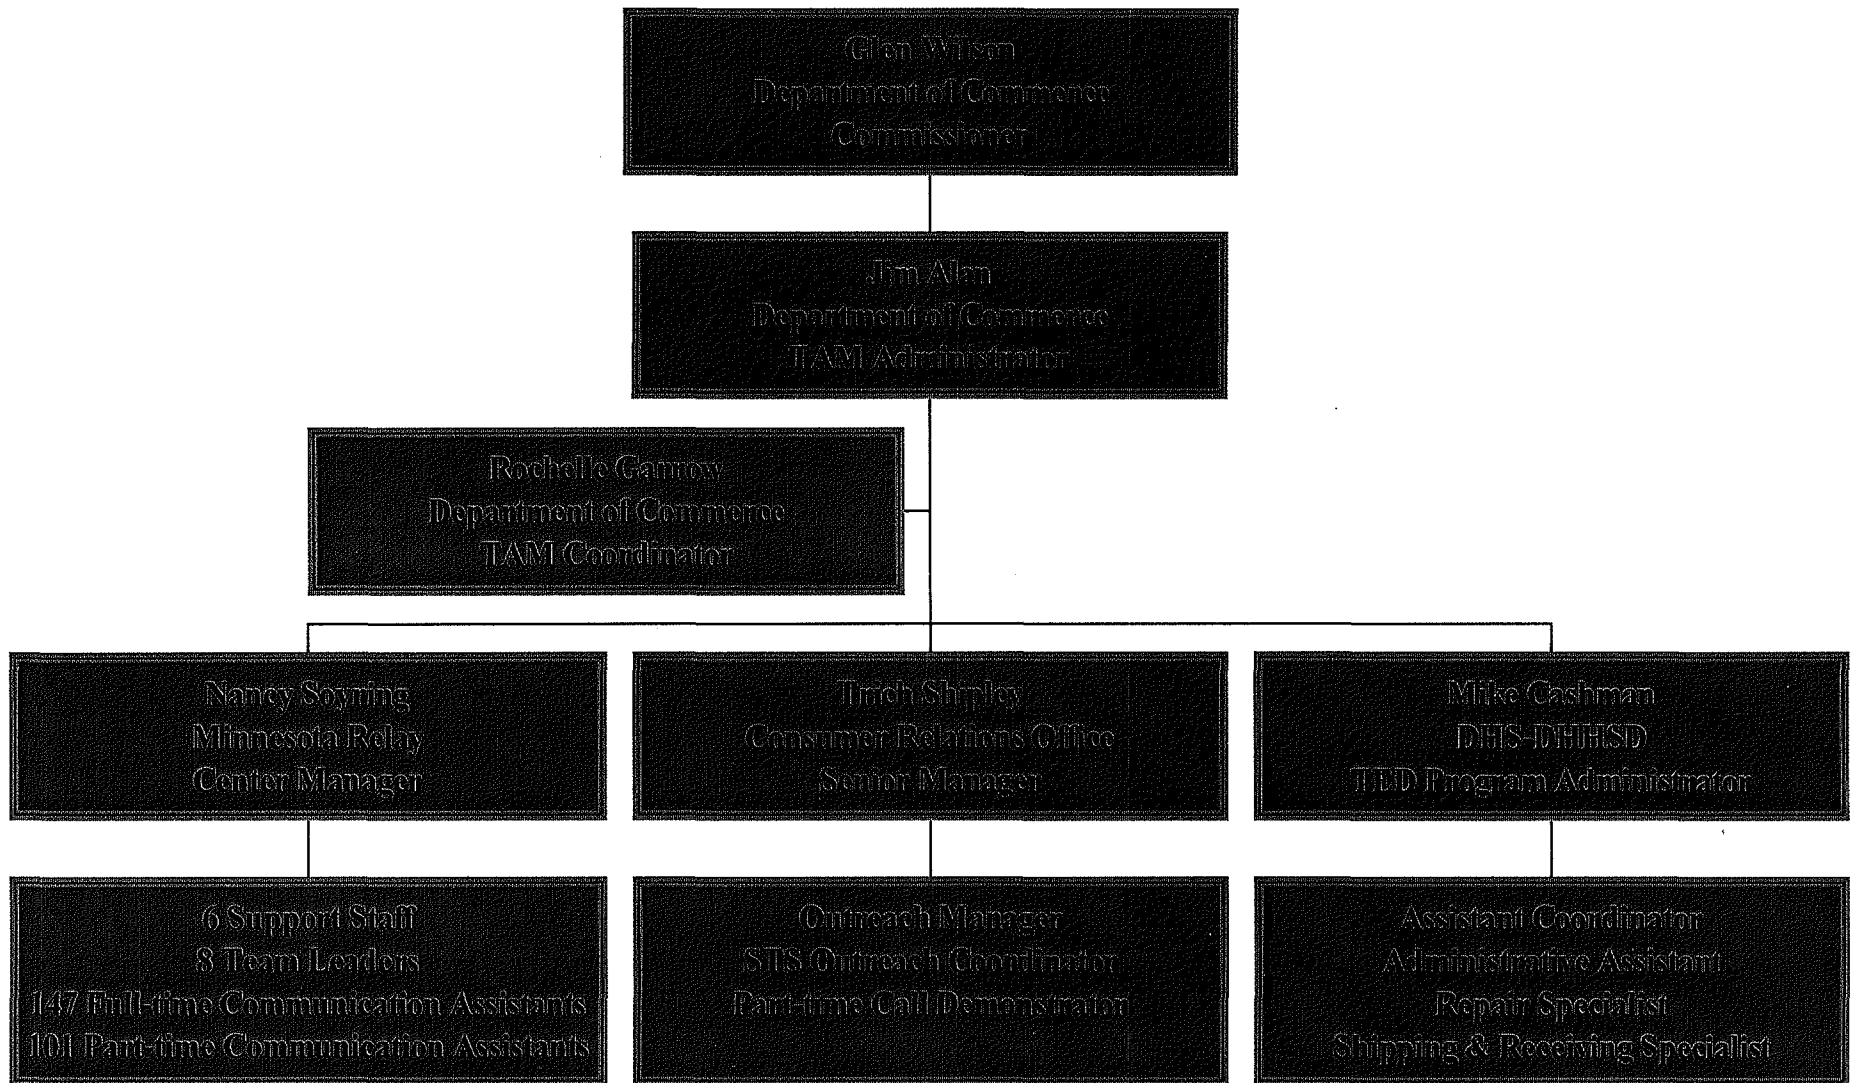 Glen Wilson
Department of Commerce
Commissioner
Jim Alan
Department of Commerce
TAM Administrator
Rochelle Garrow
Department of Commerce
TAM Coordinator
Nancy Soyring
Minnesota Relay
Center Manager
Trich Shipley
Consumer Relations Office
Senior Manager
Mike Cashman
DHS-DHHSD
TED Program Administrator
6 Support Staff
8 Team Leaders
147 Full-time Communication Assistants
101 Part-time Communication Assistants
Outreach Manager
STS Outreach Coordinator
Part-time Call Demonstrator
Assistant Coordinator
Administrative Assistant
Repair Specialist
Shipping & Receiving Specialist